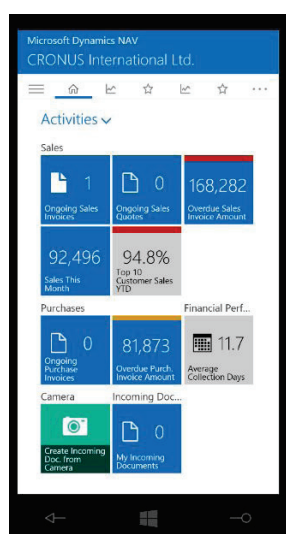 Microsoft Dynamics NAV
CRONUS International Ltd.
Activities
Sales
1
Ongoing Sales
Invoices
0
Ongoing Sales
Quotes
168,282
Overdue Sales
Invoice Amount
92,496
Sales This
Month
94.8%
Top 10
Customer Sales
YTD
Purchases
Financial Perf...
0
Ongoing
Purchase
Invoices
81,873
Overdue Purch.
Invoice Amount
11.7
Average
Collection Days
Camera
Incoming Doc...
Create Incoming
Doc. from
Camera
0
My Incoming
Documents